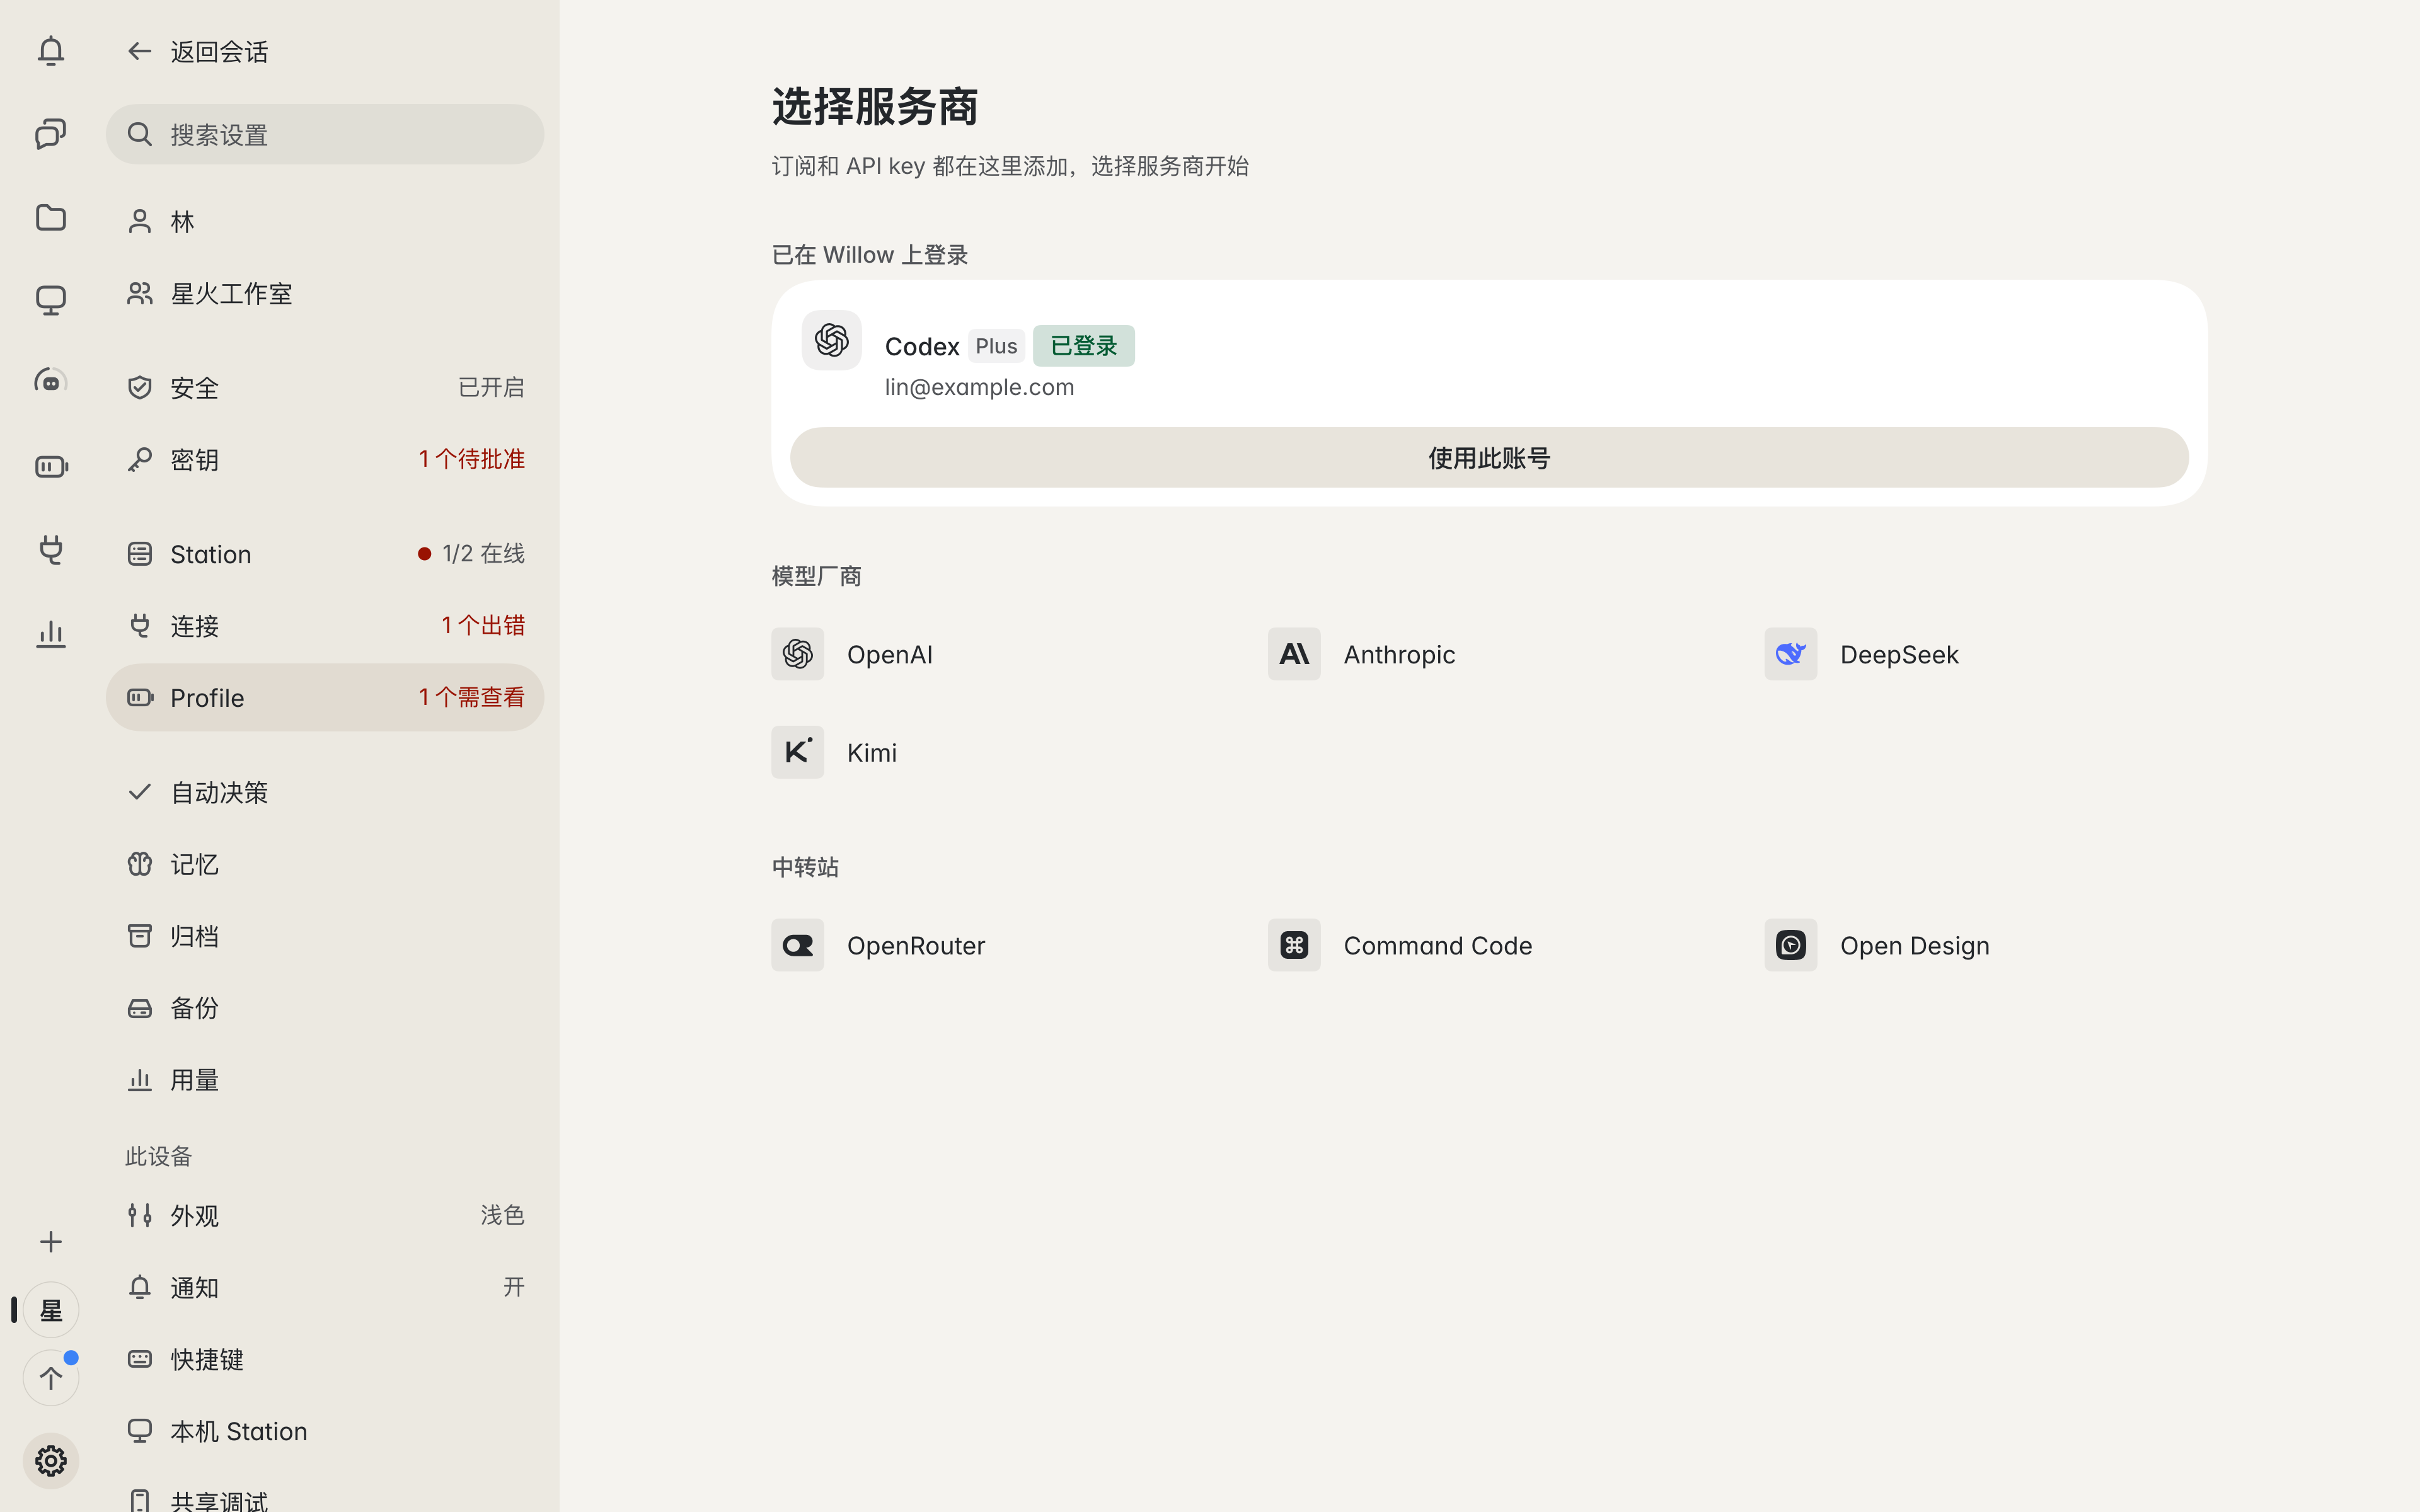 返回会话
搜索设置
林
星火工作室
安全 已开启
密钥 1 个待批准
Station 1/2 在线
连接 1 个出错
Profile 1 个需查看
自动决策
记忆
归档
备份
用量
此设备
外观 浅色
通知 开
快捷键
本机 Station
共享调试
星
个
选择服务商
订阅和 API key 都在这里添加，选择服务商开始
已在 Willow 上登录
Codex Plus 已登录
lin@example.com
使用此账号
模型厂商
OpenAI
Anthropic
DeepSeek
Kimi
中转站
OpenRouter
Command Code
Open Design